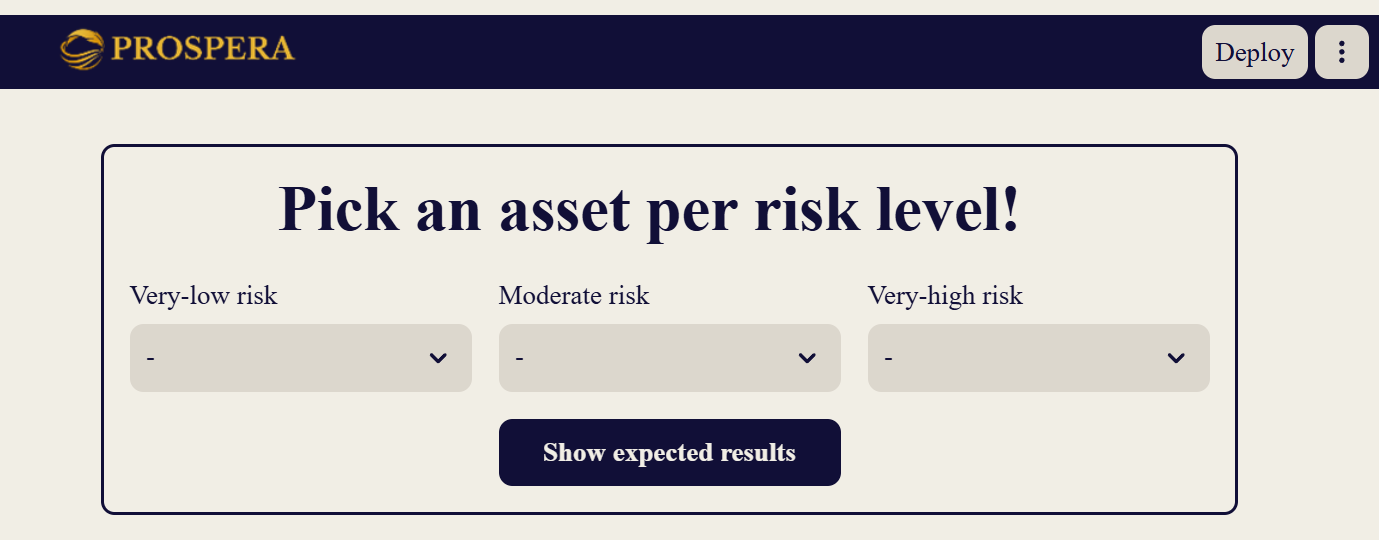 PROSPERA
Deploy
Pick an asset per risk level!
Very-low risk
Moderate risk
Very-high risk
-
-
-
Show expected results